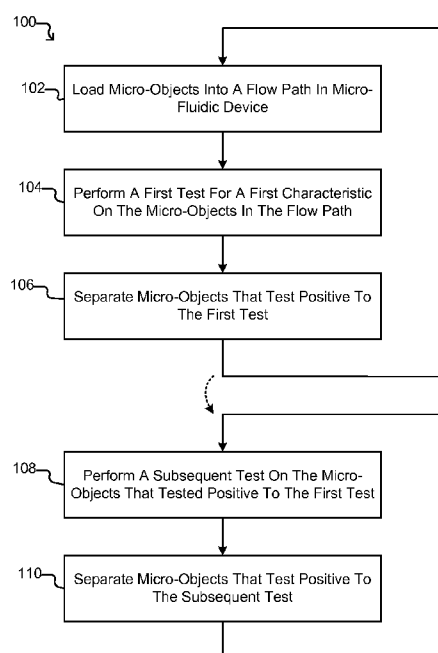 100
102
Load Micro-Objects Into A Flow Path In Micro-
Fluidic Device
104
Perform A First Test For A First Characteristic
On The Micro-Objects In The Flow Path
106
Separate Micro-Objects That Test Positive To
The First Test
108
Perform A Subsequent Test On The Micro-
Objects That Tested Positive To The First Test
110
Separate Micro-Objects That Test Positive To
The Subsequent Test